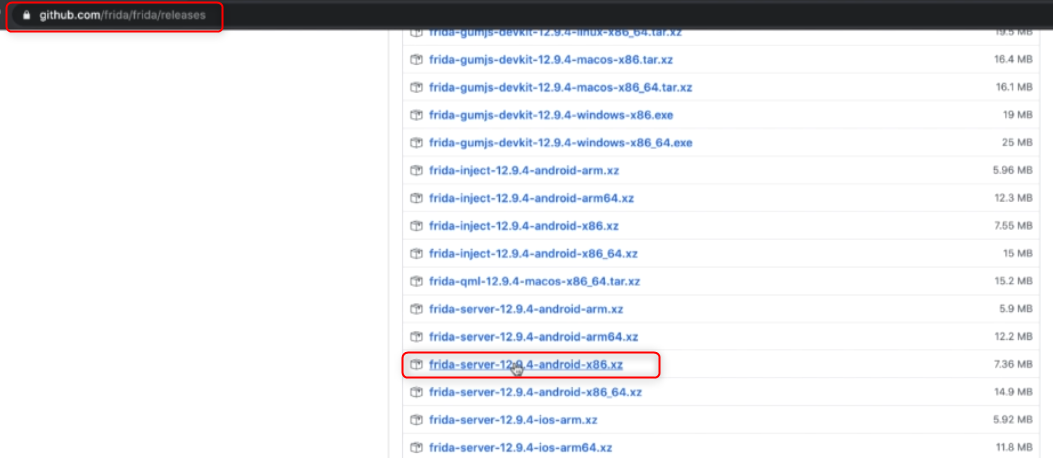 github.com/frida/frida/releases
frida-gumjs-devkit-12.9.4-linux-x86_64.tar.xz 19.5 MB
frida-gumjs-devkit-12.9.4-macos-x86.tar.xz 16.4 MB
frida-gumjs-devkit-12.9.4-macos-x86_64.tar.xz 16.1 MB
frida-gumjs-devkit-12.9.4-windows-x86.exe 19 MB
frida-gumjs-devkit-12.9.4-windows-x86_64.exe 25 MB
frida-inject-12.9.4-android-arm.xz 5.96 MB
frida-inject-12.9.4-android-arm64.xz 12.3 MB
frida-inject-12.9.4-android-x86.xz 7.55 MB
frida-inject-12.9.4-android-x86_64.xz 15 MB
frida-qml-12.9.4-macos-x86_64.tar.xz 15.2 MB
frida-server-12.9.4-android-arm.xz 5.9 MB
frida-server-12.9.4-android-arm64.xz 12.2 MB
frida-server-12.9.4-android-x86.xz 7.36 MB
frida-server-12.9.4-android-x86_64.xz 14.9 MB
frida-server-12.9.4-ios-arm.xz 5.92 MB
frida-server-12.9.4-ios-arm64.xz 11.8 MB